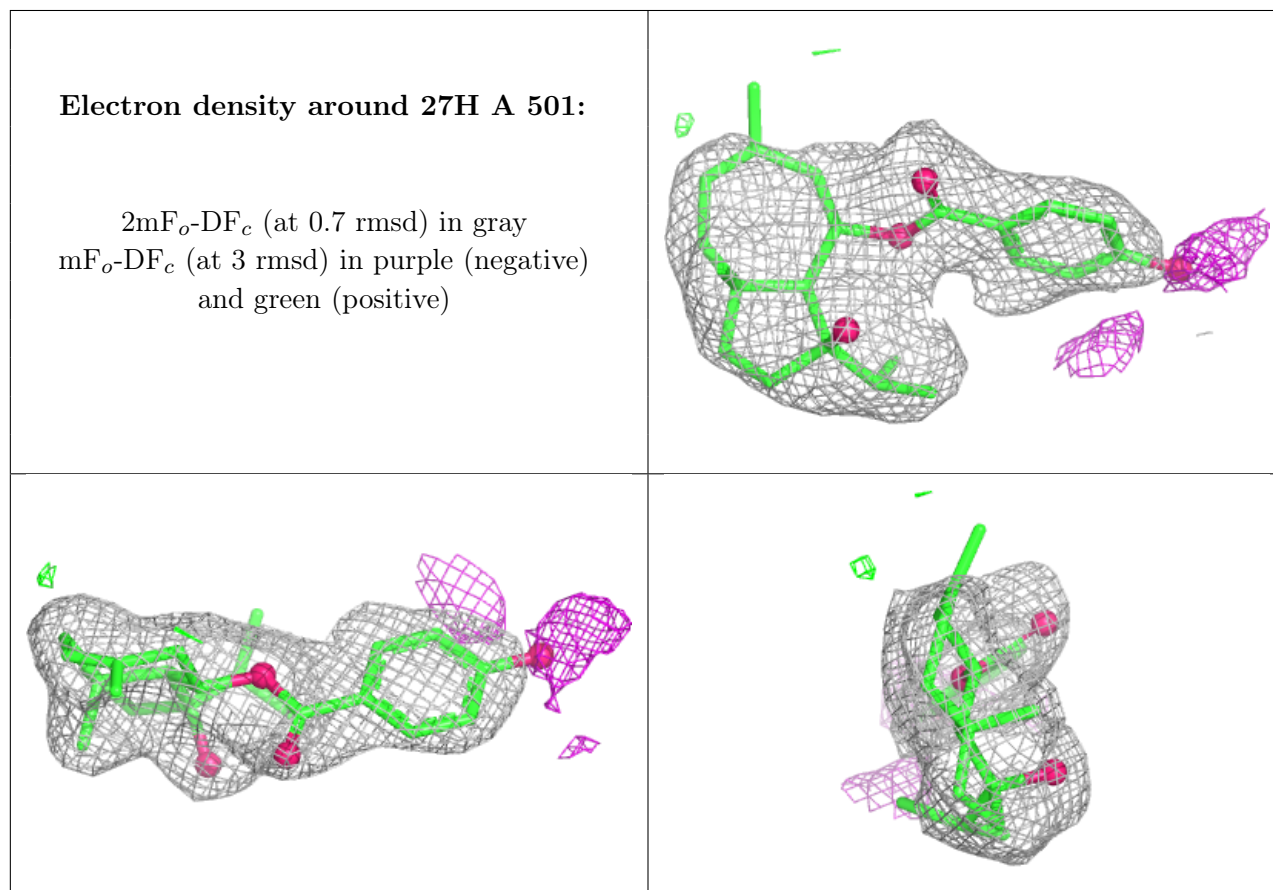 Electron density around 27H A 501:
2mFo-DFc (at 0.7 rmsd) in gray
mFo-DFc (at 3 rmsd) in purple (negative)
and green (positive)